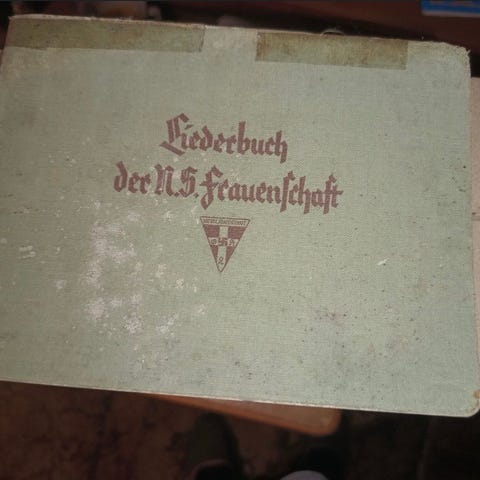 Liederbuch
der N.S. Frauenschaft